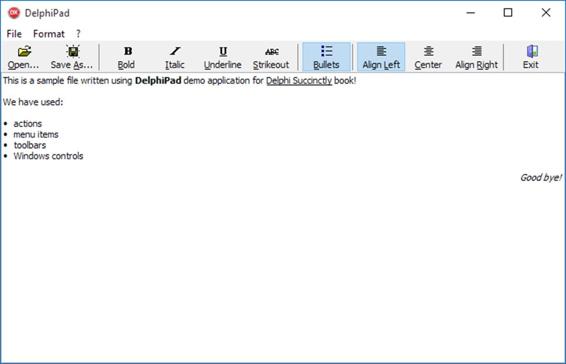 DelphiPad
File Format ?
Open... Save As... Bold Italic Underline Strikeout Bullets Align Left Center Align Right Exit
This is a sample file written using DelphiPad demo application for Delphi Succinctly book!
We have used:
• actions
• menu items
• toolbars
• Windows controls
Good bye!